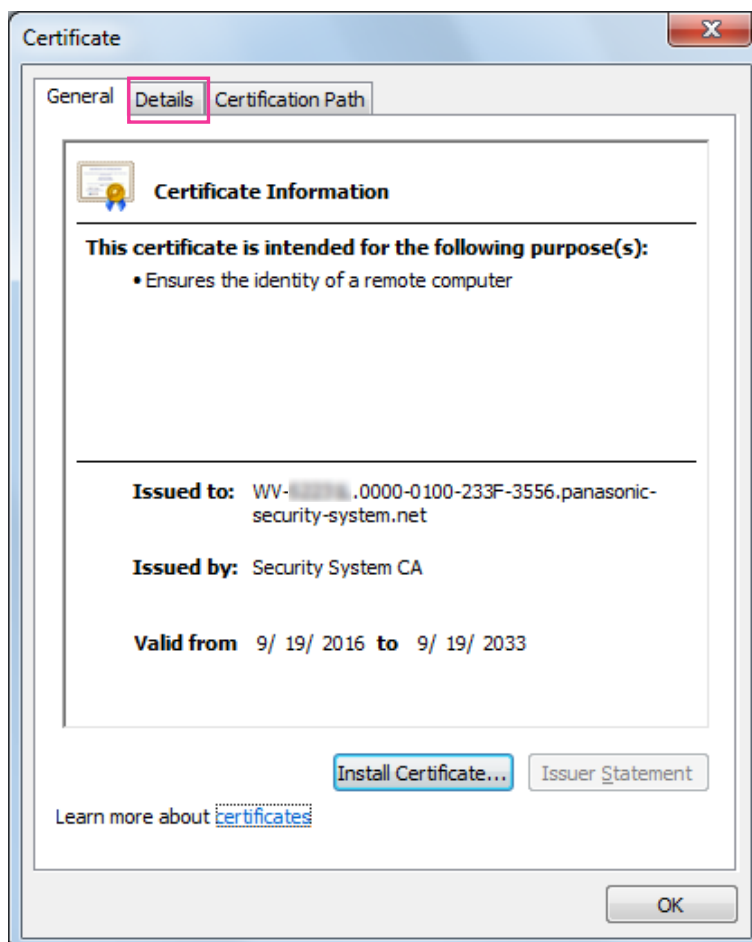 Certificate
General Details Certification Path
Certificate Information
This certificate is intended for the following purpose(s):
• Ensures the identity of a remote computer
Issued to: WV- .0000-0100-233F-3556.panasonic-
security-system.net
Issued by: Security System CA
Valid from 9/ 19/ 2016 to 9/ 19/ 2033
Install Certificate... Issuer Statement
Learn more about certificates
OK